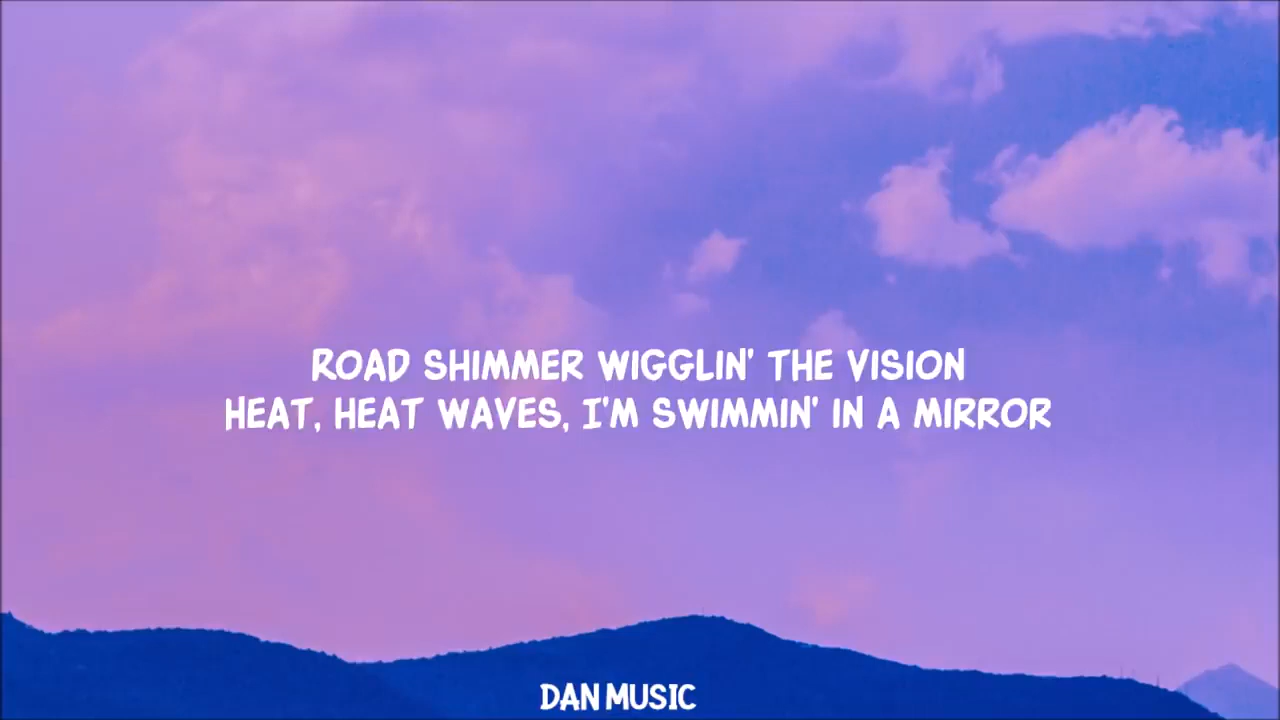 ROAD SHIMMER WIGGLIN' THE VISION
HEAT, HEAT WAVES, I'M SWIMMIN' IN A MIRROR
DAN MUSIC